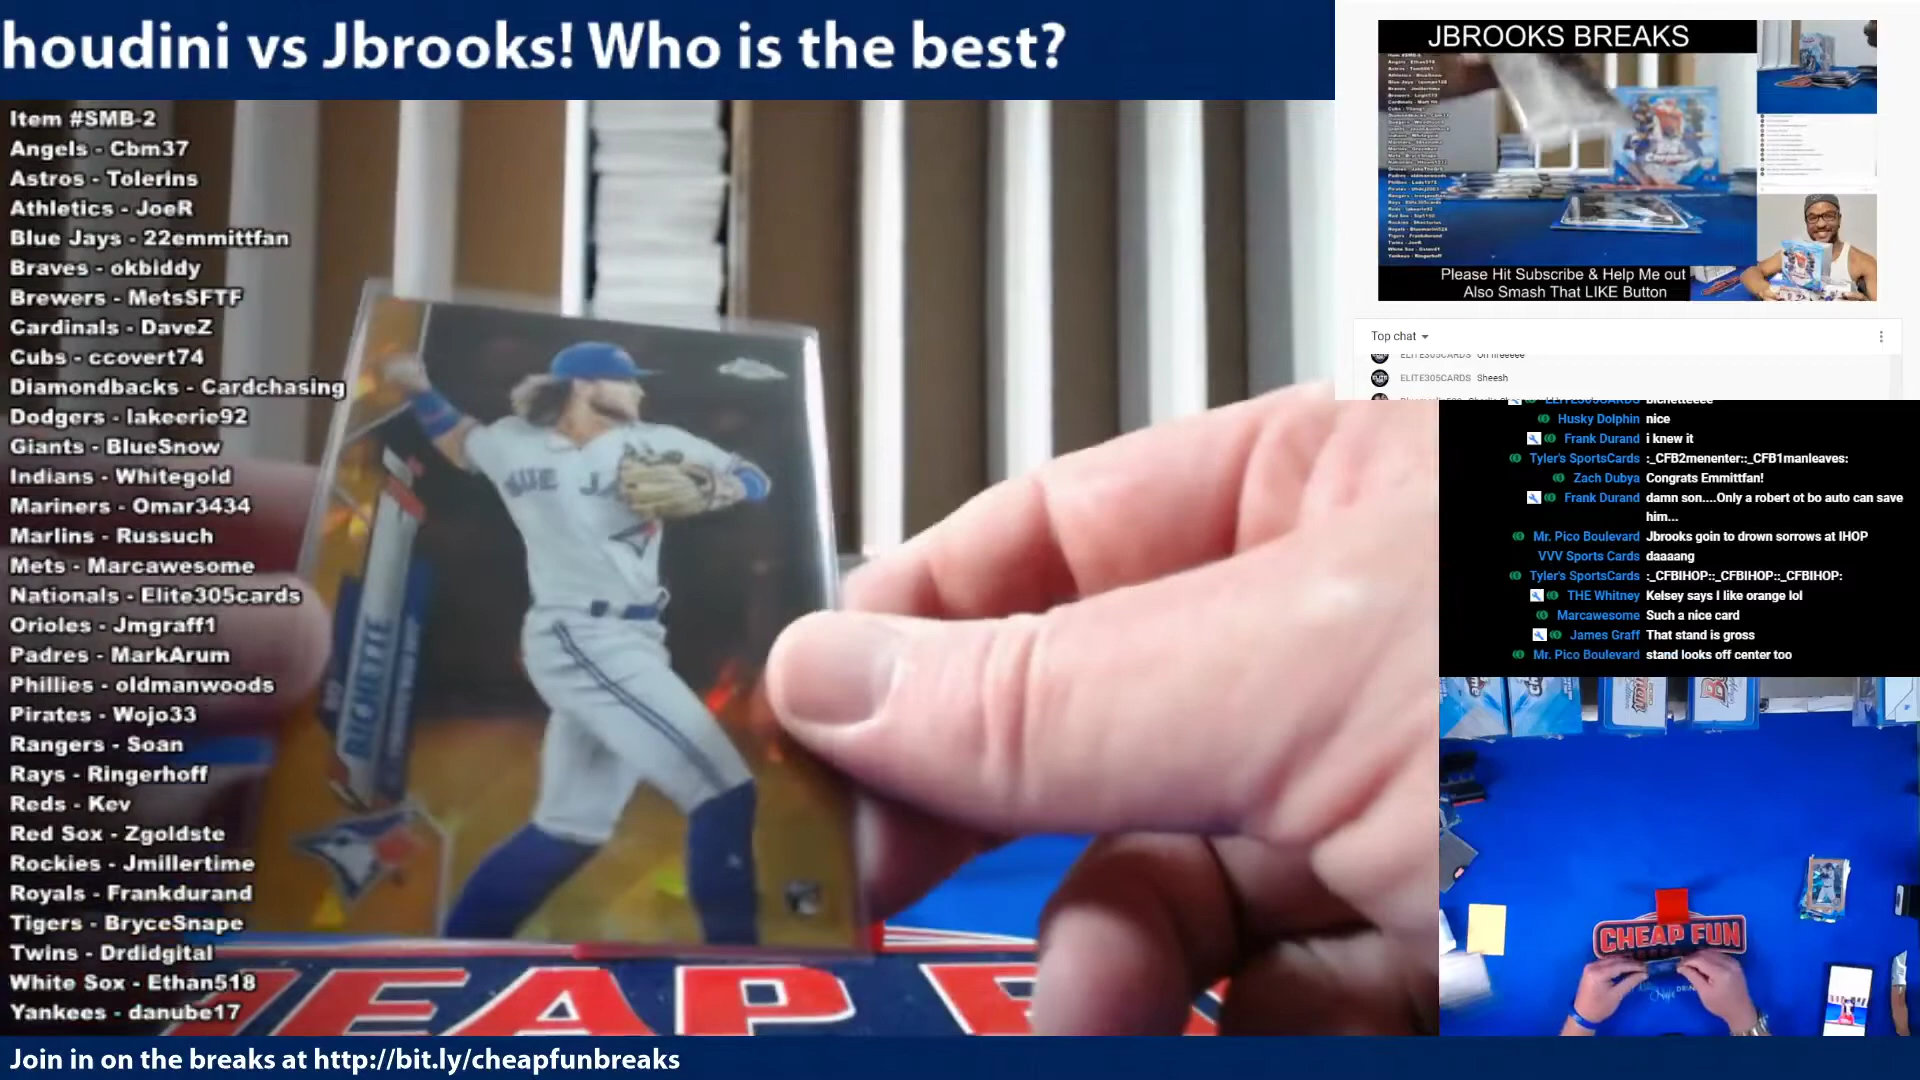 houdini vs Jbrooks! Who is the best?
Item #SMB-2
Angels - Cbm37
Astros - Tolerins
Athletics - JoeR
Blue Jays - 22emmittfan
Braves - okbiddy
Brewers - MetsSFTF
Cardinals - DaveZ
Cubs - ccovert74
Diamondbacks - Cardchasing
Dodgers - lakeerie92
Giants - BlueSnow
Indians - Whitegold
Mariners - Omar3434
Marlins - Russuch
Mets - Marcawesome
Nationals - Elite305cards
Orioles - Jmgraff1
Padres - MarkArum
Phillies - oldmanwoods
Pirates - Wojo33
Rangers - Soan
Rays - Ringerhoff
Reds - Kev
Red Sox - Zgoldste
Rockies - Jmillertime
Royals - Frankdurand
Tigers - BryceSnape
Twins - Drdidgital
White Sox - Ethan518
Yankees - danube17
BICHETTE
EAP F
JBROOKS BREAKS
Please Hit Subscribe & Help Me out
Also Smash That LIKE Button
Top chat
ELITE305CARDS On fireeeee
ELITE305CARDS Sheesh
ELITE305CARDS bichetteeee
Husky Dolphin nice
Frank Durand i knew it
Tyler's SportsCards :_CFB2menenter::_CFB1manleaves:
Zach Dubya Congrats Emmittfan!
Frank Durand damn son....Only a robert ot bo auto can save
him...
Mr. Pico Boulevard Jbrooks goin to drown sorrows at IHOP
VVV Sports Cards daaaang
Tyler's SportsCards :_CFBIHOP::_CFBIHOP::_CFBIHOP:
THE Whitney Kelsey says I like orange lol
Marcawesome Such a nice card
James Graff That stand is gross
Mr. Pico Boulevard stand looks off center too
CHEAP FUN
Join in on the breaks at http://bit.ly/cheapfunbreaks